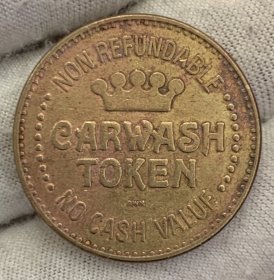 NON REFUNDABLE
CARWASH
TOKEN
NO CASH VALUE